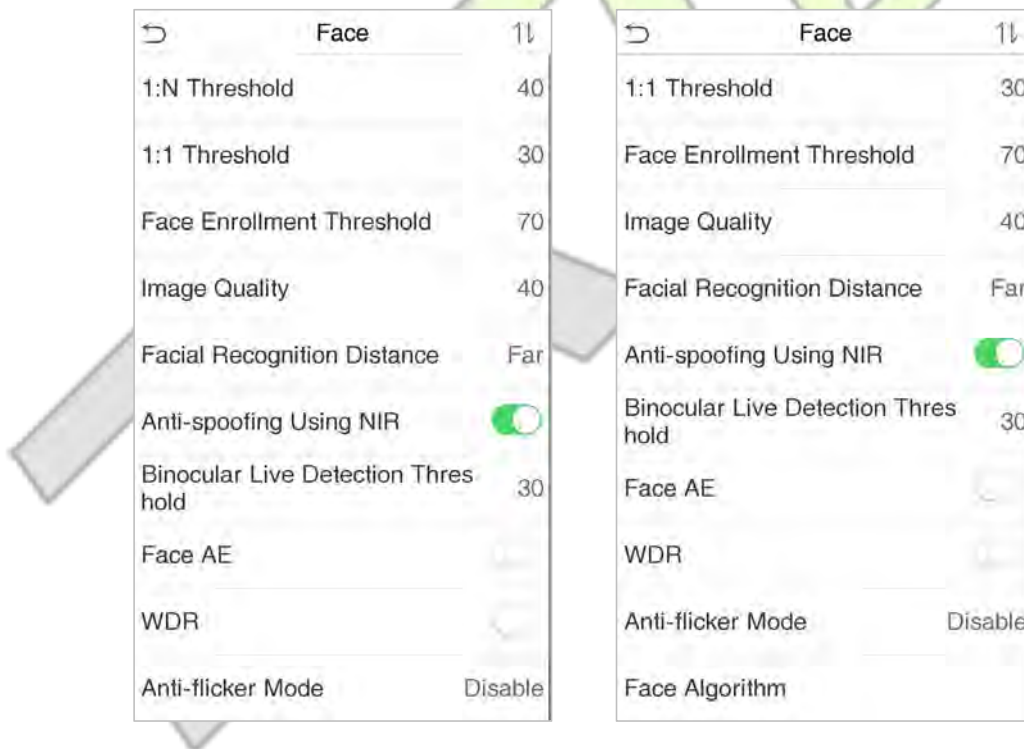 Face
1:N Threshold 40
1:1 Threshold 30
Face Enrollment Threshold 70
Image Quality 40
Facial Recognition Distance Far
Anti-spoofing Using NIR
Binocular Live Detection Thres
hold 30
Face AE
WDR
Anti-flicker Mode Disable
Face
1:1 Threshold 30
Face Enrollment Threshold 70
Image Quality 40
Facial Recognition Distance Far
Anti-spoofing Using NIR
Binocular Live Detection Thres
hold 30
Face AE
WDR
Anti-flicker Mode Disable
Face Algorithm